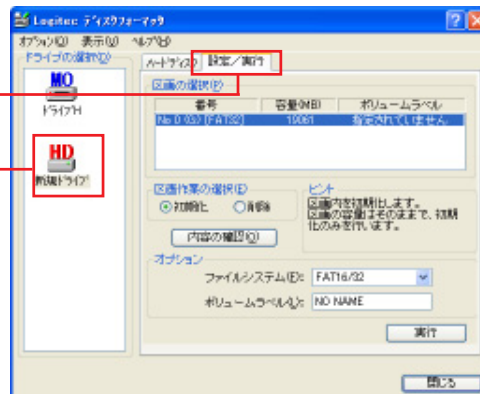 Logitec ディスクフォーマッタ
オプション(O) 表示(V) ヘルプ(H)
ドライブの選択(D)
MO
ドライブH
HD
新規ドライブ
ハードディスク 設定／実行
区画の選択(P)
番号 容量(MB) ボリュームラベル
No 0 [FAT32] 19061 指定されていません
区画作業の選択(E)
初期化 削除
内容の確認(Q)
ヒント
区画内を初期化します。
区画の容量はそのままで、初期
化のみを行います。
オプション
ファイルシステム(F): FAT16/32
ボリュームラベル(L): NO NAME
実行
閉じる